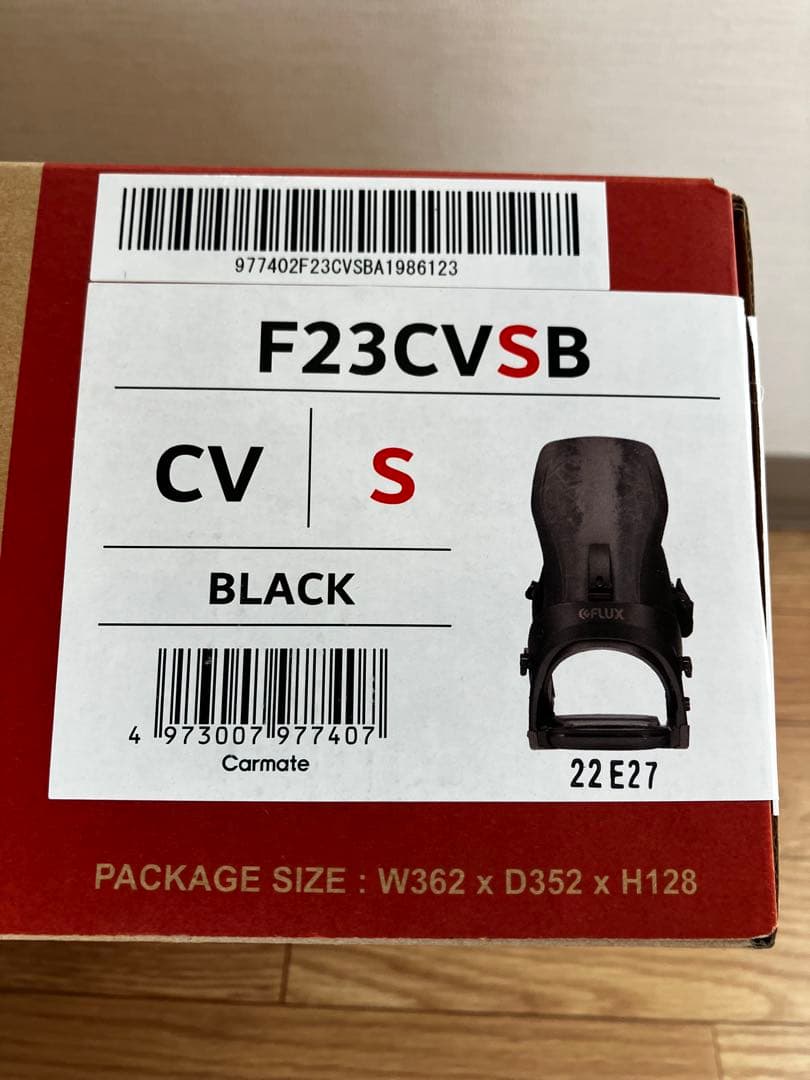 977402F23CVSBA1986123
F23CVSB
CV S
BLACK
FLUX
4 973007 977407
Carmate
22E27
PACKAGE SIZE : W362 x D352 x H128